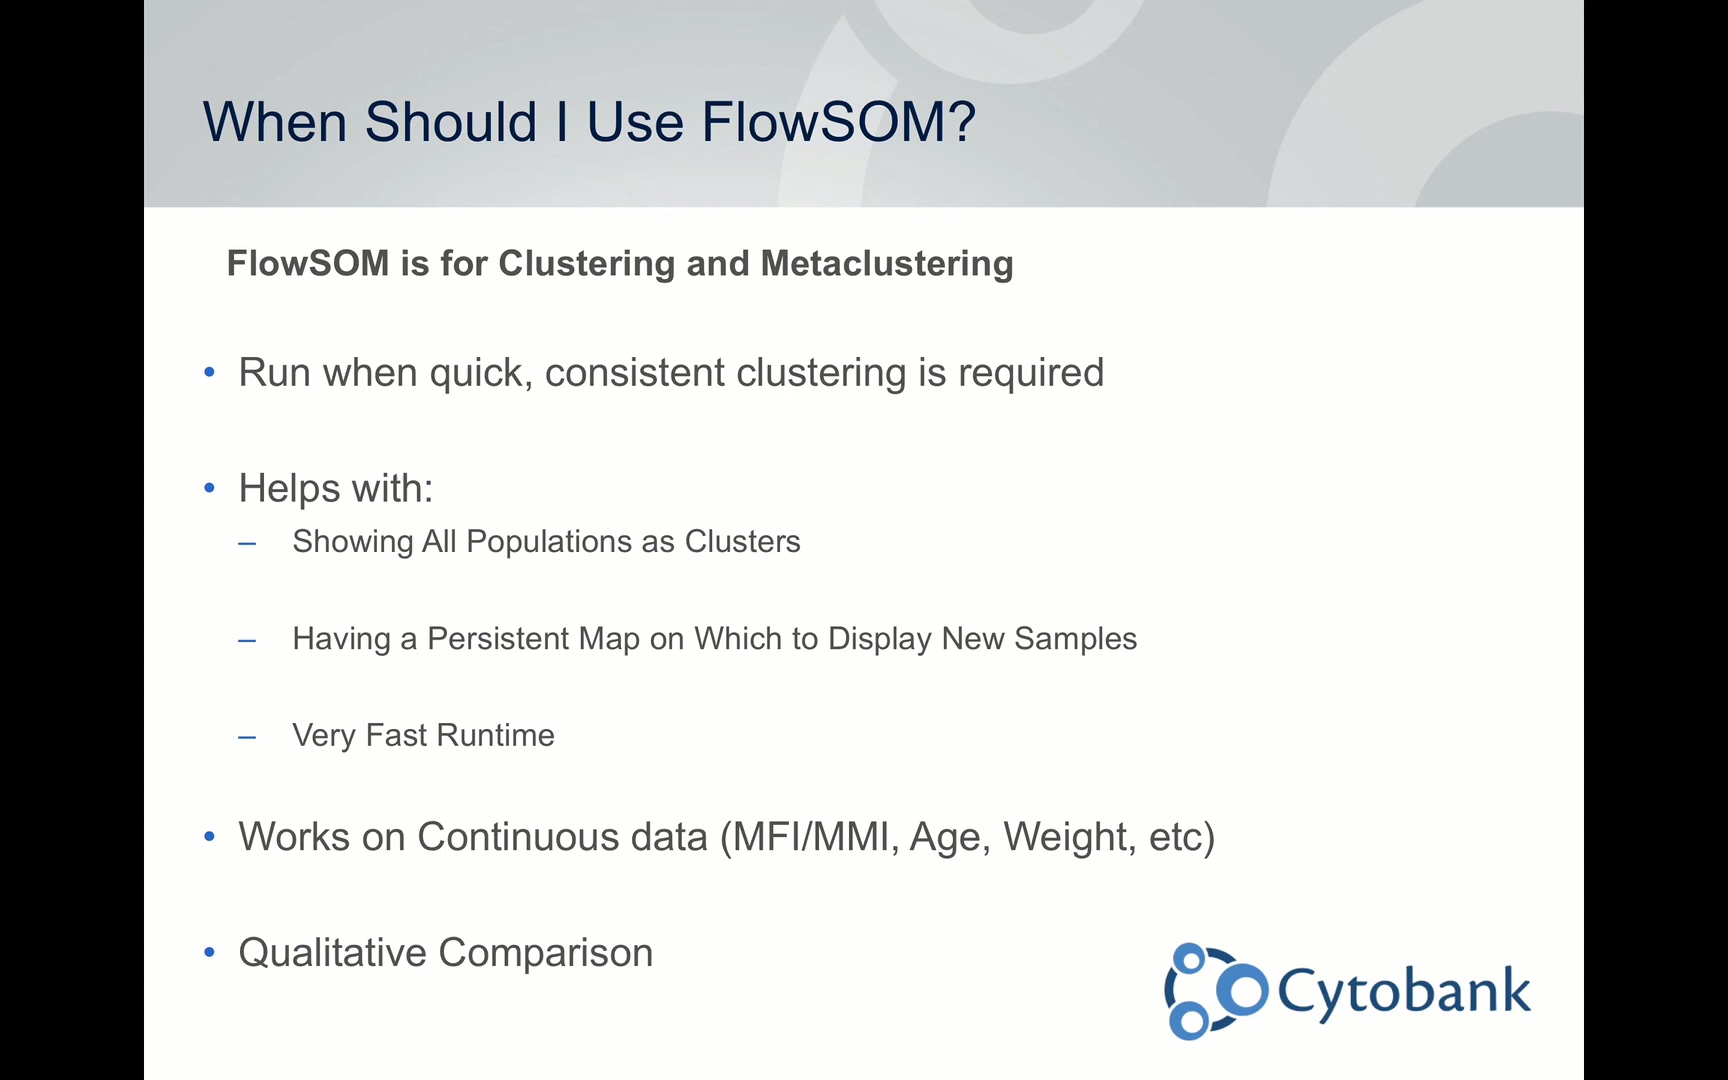 When Should I Use FlowSOM?
FlowSOM is for Clustering and Metaclustering
• Run when quick, consistent clustering is required
• Helps with:
– Showing All Populations as Clusters
– Having a Persistent Map on Which to Display New Samples
– Very Fast Runtime
• Works on Continuous data (MFI/MMI, Age, Weight, etc)
• Qualitative Comparison
Cytobank